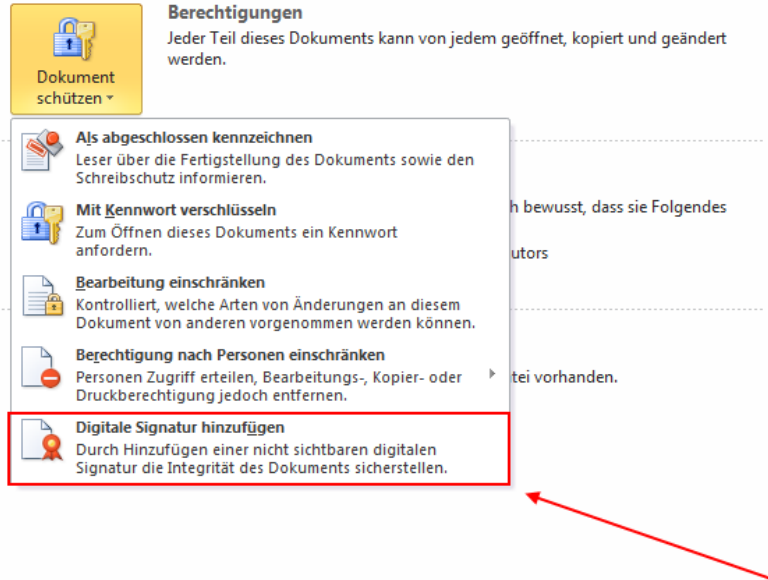 Berechtigungen
Jeder Teil dieses Dokuments kann von jedem geöffnet, kopiert und geändert
werden.
Dokument
schützen
Als abgeschlossen kennzeichnen
Leser über die Fertigstellung des Dokuments sowie den
Schreibschutz informieren.
Mit Kennwort verschlüsseln
Zum Öffnen dieses Dokuments ein Kennwort
anfordern.
h bewusst, dass sie Folgendes
utors
Bearbeitung einschränken
Kontrolliert, welche Arten von Änderungen an diesem
Dokument von anderen vorgenommen werden können.
Berechtigung nach Personen einschränken
Personen Zugriff erteilen, Bearbeitungs-, Kopier- oder
Druckberechtigung jedoch entfernen.
tei vorhanden.
Digitale Signatur hinzufügen
Durch Hinzufügen einer nicht sichtbaren digitalen
Signatur die Integrität des Dokuments sicherstellen.